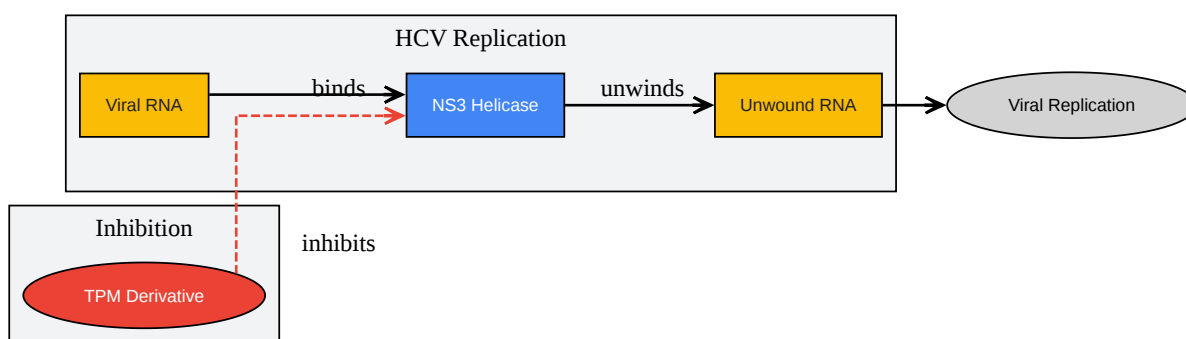 HCV Replication
Viral RNA
binds
NS3 Helicase
unwinds
Unwound RNA
Viral Replication
Inhibition
inhibits
TPM Derivative